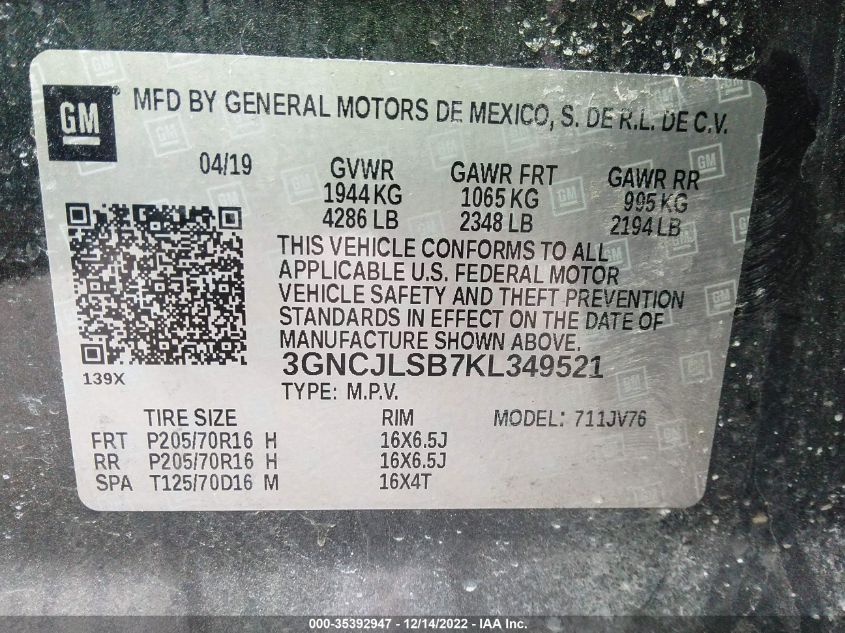 GM
MFD BY GENERAL MOTORS DE MEXICO, S. DE R.L. DE C.V.
04/19 GVWR GAWR FRT GAWR RR
1944 KG 1065 KG 995 KG
4286 LB 2348 LB 2194 LB
THIS VEHICLE CONFORMS TO ALL
APPLICABLE U.S. FEDERAL MOTOR
VEHICLE SAFETY AND THEFT PREVENTION
STANDARDS IN EFFECT ON THE DATE OF
MANUFACTURE SHOWN ABOVE.
139X
3GNCJLSB7KL349521
TYPE: M.P.V.
TIRE SIZE RIM MODEL: 711JV76
FRT P205/70R16 H 16X6.5J
RR P205/70R16 H 16X6.5J
SPA T125/70D16 M 16X4T
000-35392947 - 12/14/2022 - IAA Inc.